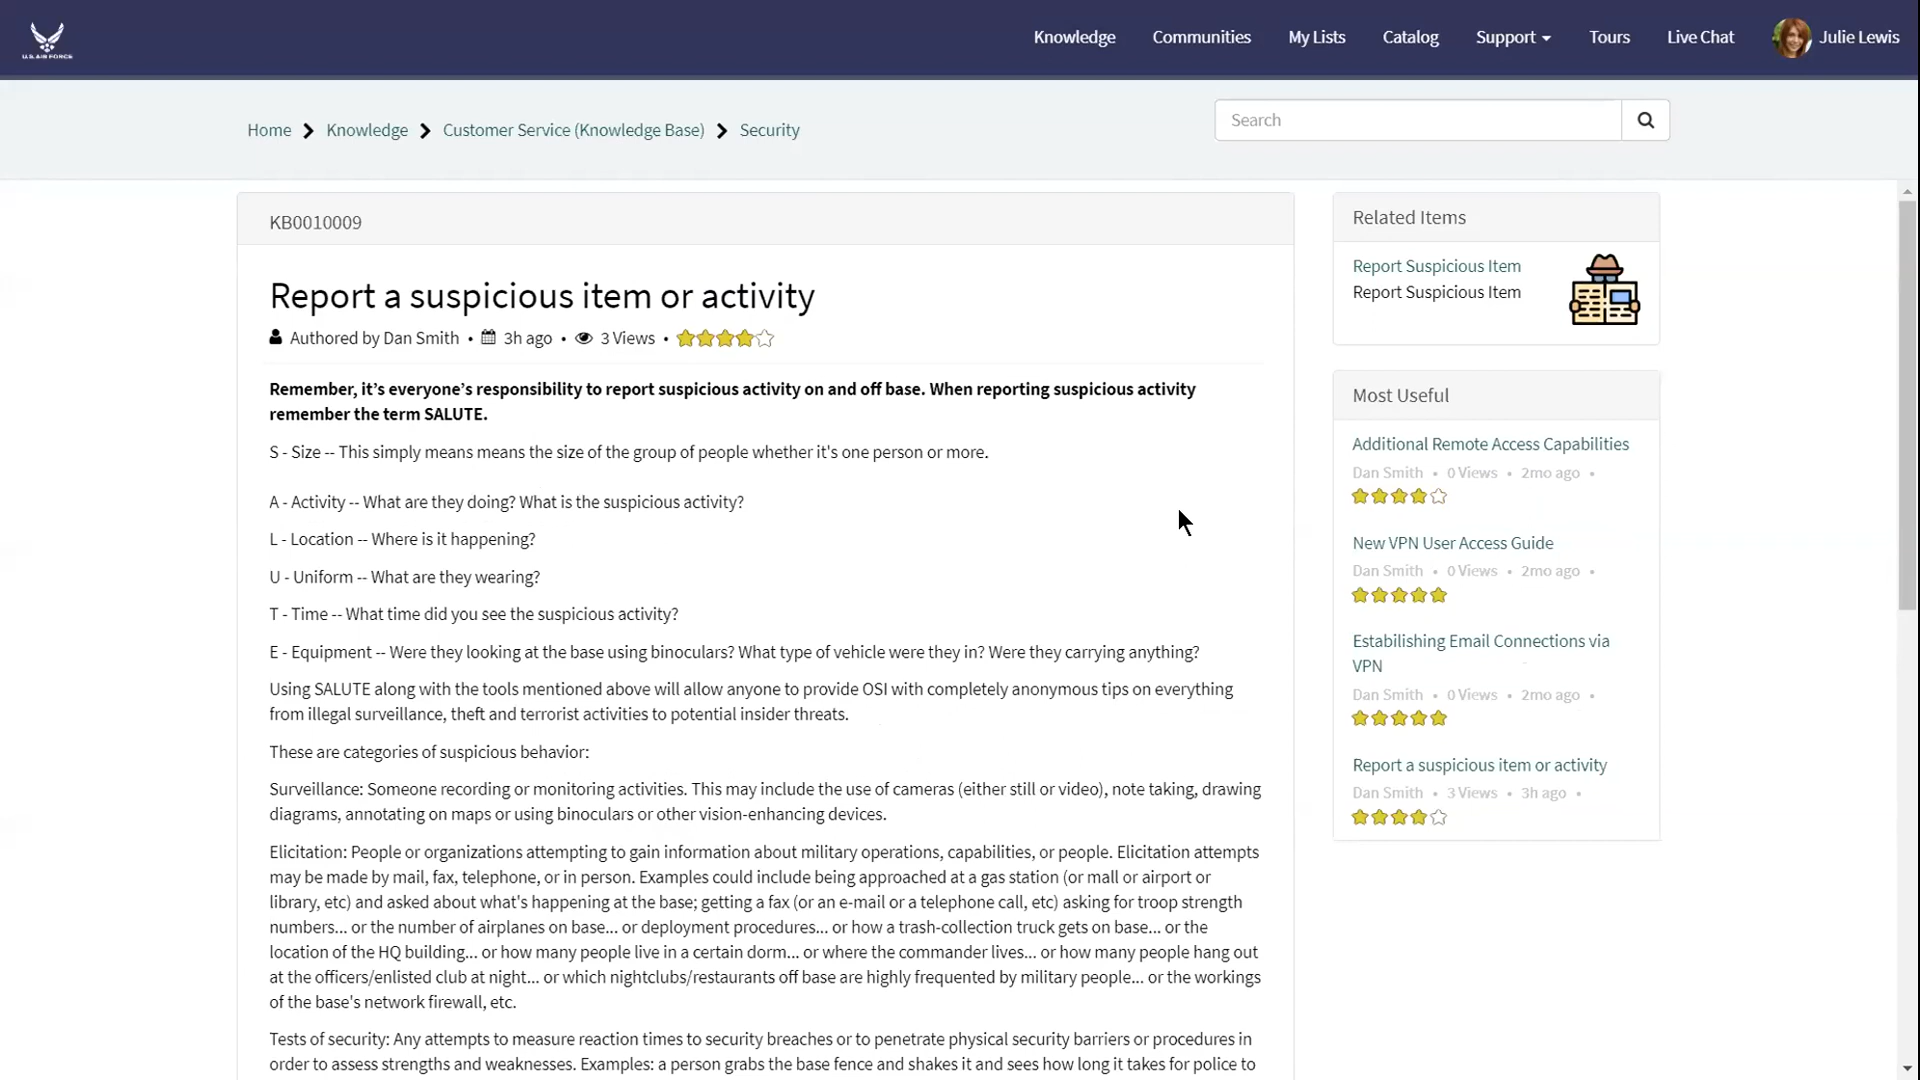 U.S. AIR FORCE
Knowledge
Communities
My Lists
Catalog
Support
Tours
Live Chat
Julie Lewis
Home
Knowledge
Customer Service (Knowledge Base)
Security
Search
KB0010009
Report a suspicious item or activity
Authored by Dan Smith • 3h ago • 3 Views •
Remember, it’s everyone’s responsibility to report suspicious activity on and off base. When reporting suspicious activity
remember the term SALUTE.
S - Size -- This simply means means the size of the group of people whether it's one person or more.
A - Activity -- What are they doing? What is the suspicious activity?
L - Location -- Where is it happening?
U - Uniform -- What are they wearing?
T - Time -- What time did you see the suspicious activity?
E - Equipment -- Were they looking at the base using binoculars? What type of vehicle were they in? Were they carrying anything?
Using SALUTE along with the tools mentioned above will allow anyone to provide OSI with completely anonymous tips on everything
from illegal surveillance, theft and terrorist activities to potential insider threats.
These are categories of suspicious behavior:
Surveillance: Someone recording or monitoring activities. This may include the use of cameras (either still or video), note taking, drawing
diagrams, annotating on maps or using binoculars or other vision-enhancing devices.
Elicitation: People or organizations attempting to gain information about military operations, capabilities, or people. Elicitation attempts
may be made by mail, fax, telephone, or in person. Examples could include being approached at a gas station (or mall or airport or
library, etc) and asked about what's happening at the base; getting a fax (or an e-mail or a telephone call, etc) asking for troop strength
numbers... or the number of airplanes on base... or deployment procedures... or how a trash-collection truck gets on base... or the
location of the HQ building... or how many people live in a certain dorm... or where the commander lives... or how many people hang out
at the officers/enlisted club at night... or which nightclubs/restaurants off base are highly frequented by military people... or the workings
of the base's network firewall, etc.
Tests of security: Any attempts to measure reaction times to security breaches or to penetrate physical security barriers or procedures in
order to assess strengths and weaknesses. Examples: a person grabs the base fence and shakes it and sees how long it takes for police to
Related Items
Report Suspicious Item
Report Suspicious Item
Most Useful
Additional Remote Access Capabilities
Dan Smith • 0 Views • 2mo ago •
New VPN User Access Guide
Dan Smith • 0 Views • 2mo ago •
Estabilishing Email Connections via
VPN
Dan Smith • 0 Views • 2mo ago •
Report a suspicious item or activity
Dan Smith • 3 Views • 3h ago •